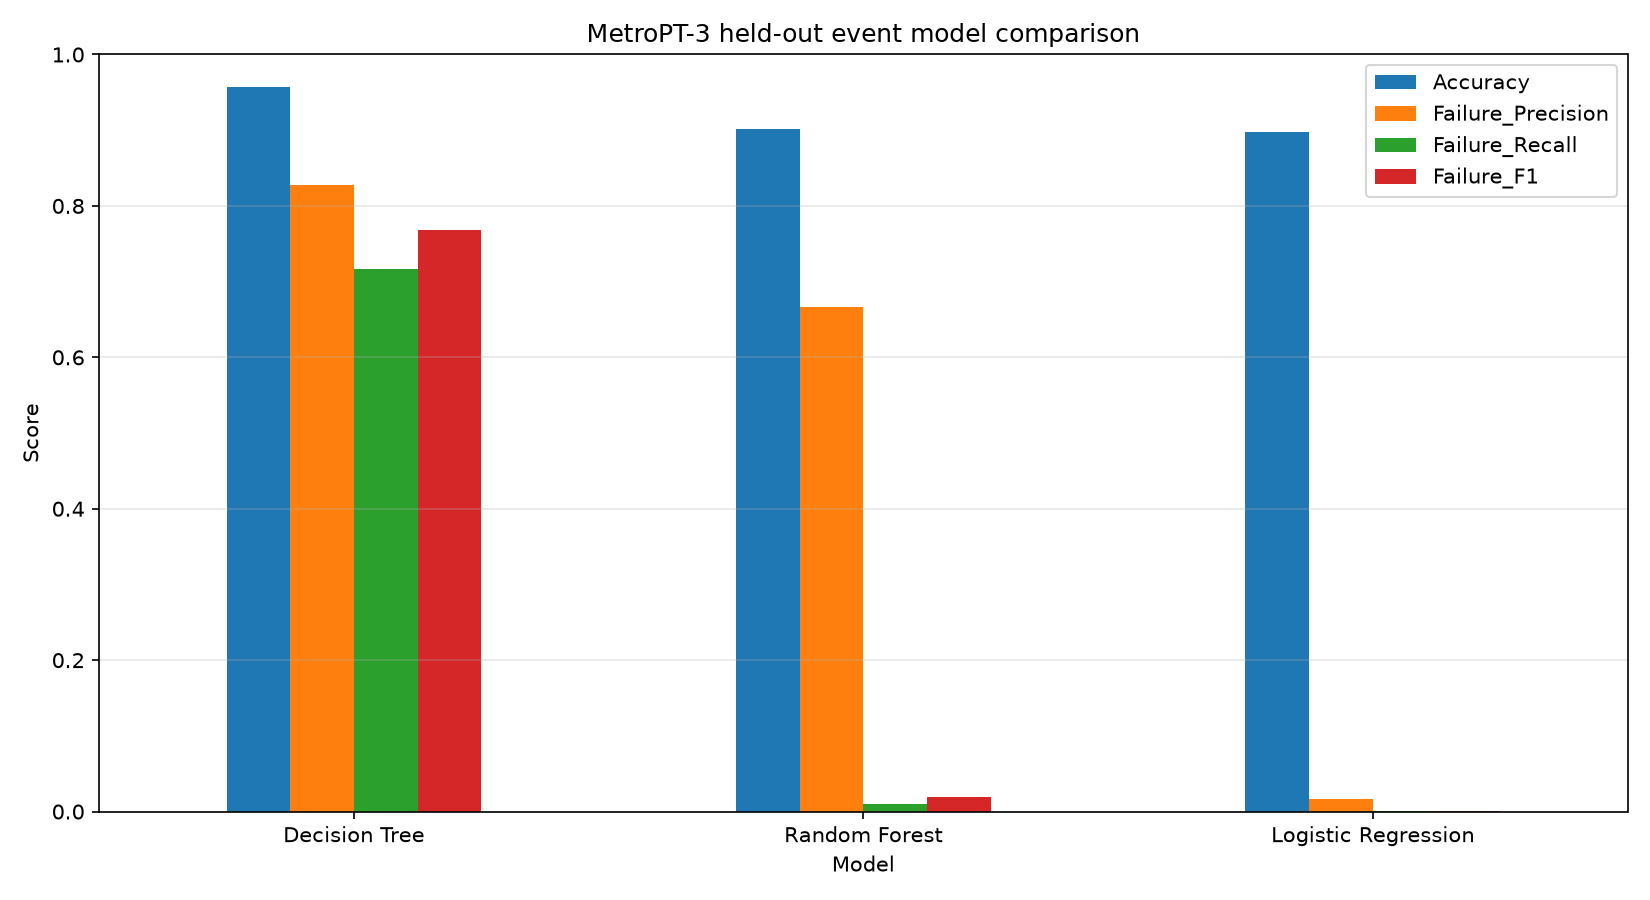 MetroPT-3 held-out event model comparison
1.0
0.8
0.6
0.4
0.2
0.0
Score
Accuracy
Failure_Precision
Failure_Recall
Failure_F1
Decision Tree
Random Forest
Logistic Regression
Model